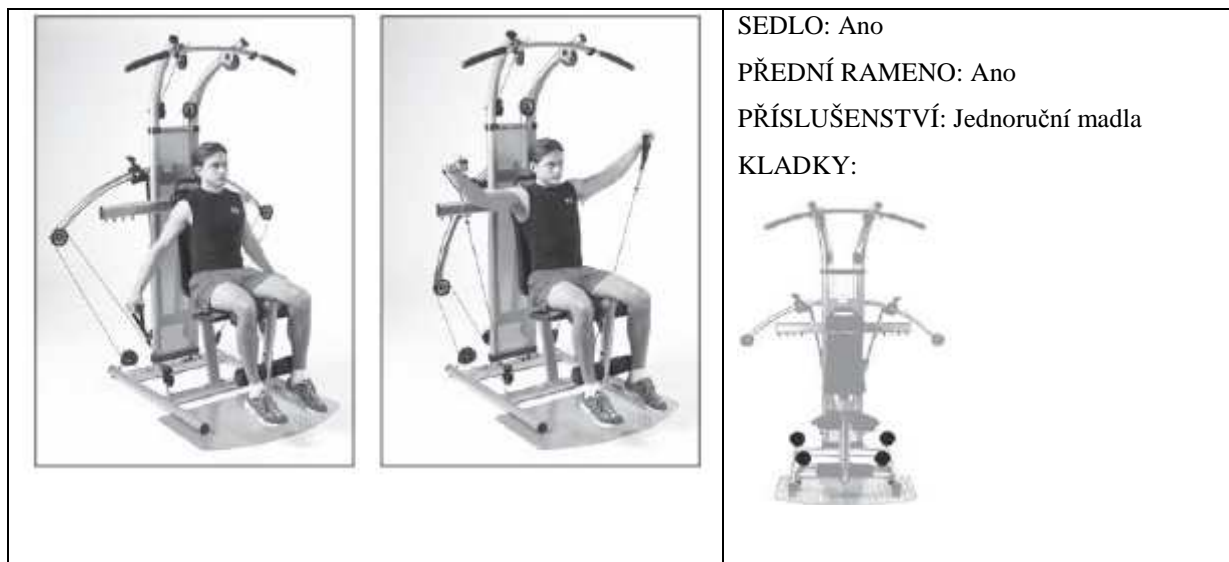 SEDLO: Ano
PŘEDNÍ RAMENO: Ano
PŘÍSLUŠENSTVÍ: Jednoruční madla
KLADKY: